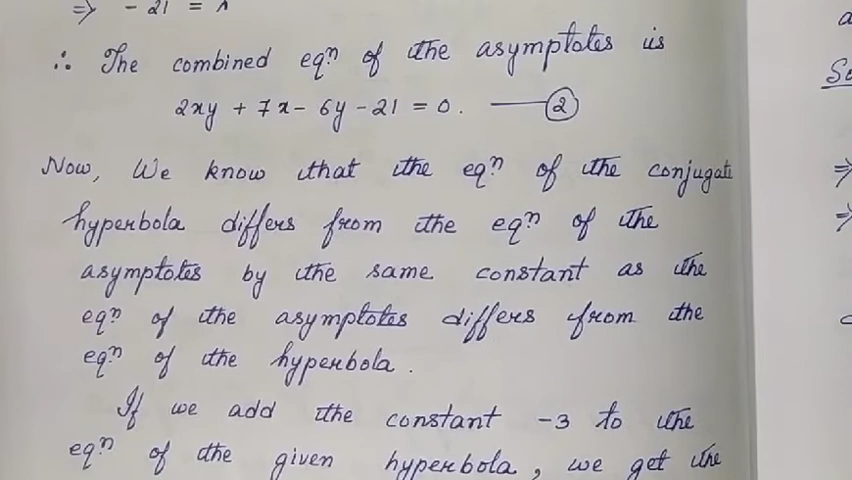 ⇒ - 21 = λ
∴ The combined eqⁿ of the asymptotes is
2xy + 7x - 6y - 21 = 0. —— ②
Now, We know that the eqⁿ of the conjugate
hyperbola differs from the eqⁿ of the
asymptotes by the same constant as the
eqⁿ of the asymptotes differs from the
eqⁿ of the hyperbola.
If we add the constant -3 to the
eqⁿ of the given hyperbola, we get the
⇒
⇒